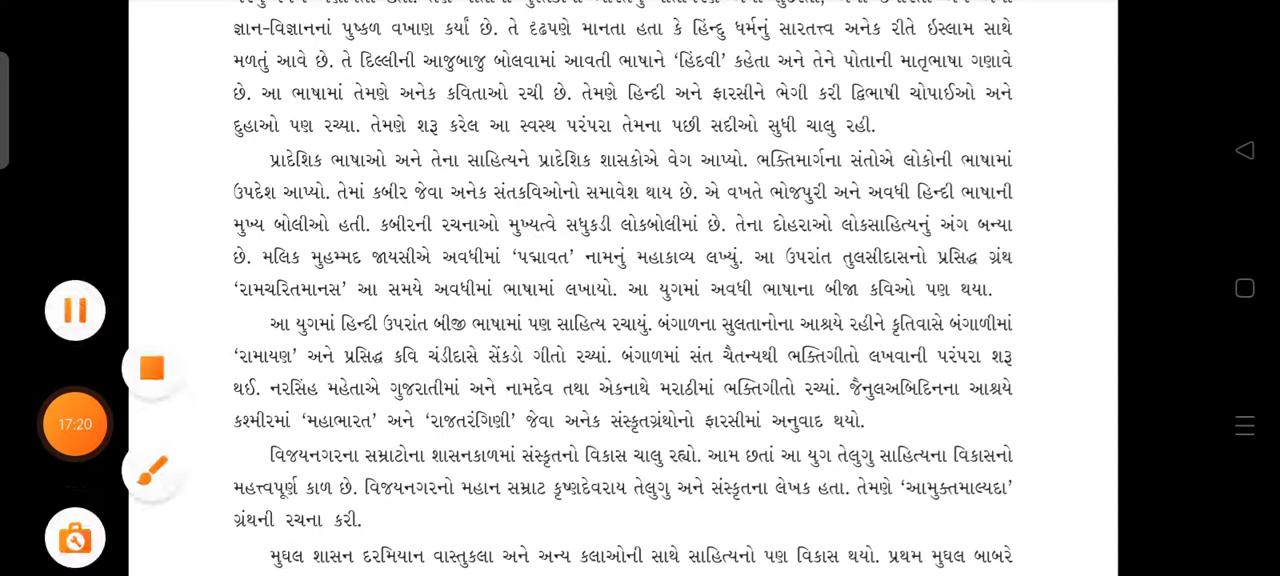 જ્ઞાન-વિજ્ઞાનનાં પુષ્કળ વખાણ કર્યાં છે. તે દઢપણે માનતા હતા કે હિંદુ ધર્મનું સારતત્ત્વ અનેક રીતે ઇસ્લામ સાથે
મળતું આવે છે. તે દિલ્લીની આજુબાજુ બોલવામાં આવતી ભાષાને ‘હિંદવી’ કહેતા અને તેને પોતાની માતૃભાષા ગણાવે
છે. આ ભાષામાં તેમણે અનેક કવિતાઓ રચી છે. તેમણે હિન્દી અને ફારસીને ભેગી કરી દ્વિભાષી ચોપાઈઓ અને
દુહાઓ પણ રચ્યા. તેમણે શરૂ કરેલ આ સ્વસ્થ પરંપરા તેમના પછી સદીઓ સુધી ચાલુ રહી.
પ્રાદેશિક ભાષાઓ અને તેના સાહિત્યને પ્રાદેશિક શાસકોએ વેગ આપ્યો. ભક્તિમાર્ગના સંતોએ લોકોની ભાષામાં
ઉપદેશ આપ્યો. તેમાં કબીર જેવા અનેક સંતકવિઓનો સમાવેશ થાય છે. એ વખતે ભોજપુરી અને અવધી હિન્દી ભાષાની
મુખ્ય બોલીઓ હતી. કબીરની રચનાઓ મુખ્યત્વે સધુકડી લોકબોલીમાં છે. તેના દોહરાઓ લોકસાહિત્યનું અંગ બન્યા
છે. મલિક મુહમ્મદ જાયસીએ અવધીમાં ‘પદ્માવત’ નામનું મહાકાવ્ય લખ્યું. આ ઉપરાંત તુલસીદાસનો પ્રસિદ્ધ ગ્રંથ
‘રામચરિતમાનસ’ આ સમયે અવધીમાં ભાષામાં લખાયો. આ યુગમાં અવધી ભાષાના બીજા કવિઓ પણ થયા.
આ યુગમાં હિન્દી ઉપરાંત બીજી ભાષામાં પણ સાહિત્ય રચાયું. બંગાળના સુલતાનોના આશ્રયે રહીને કૃતિવાસે બંગાળીમાં
‘રામાયણ’ અને પ્રસિદ્ધ કવિ ચંડીદાસે સેંકડો ગીતો રચ્યાં. બંગાળમાં સંત ચૈતન્યથી ભક્તિગીતો લખવાની પરંપરા શરૂ
થઈ. નરસિંહ મહેતાએ ગુજરાતીમાં અને નામદેવ તથા એકનાથે મરાઠીમાં ભક્તિગીતો રચ્યાં. જૈનુલઅબિદિનના આશ્રયે
કશ્મીરમાં ‘મહાભારત’ અને ‘રાજતરંગિણી’ જેવા અનેક સંસ્કૃતગ્રંથોનો ફારસીમાં અનુવાદ થયો.
17:20
વિજયનગરના સમ્રાટોના શાસનકાળમાં સંસ્કૃતનો વિકાસ ચાલુ રહ્યો. આમ છતાં આ યુગ તેલુગુ સાહિત્યના વિકાસનો
મહત્ત્વપૂર્ણ કાળ છે. વિજયનગરનો મહાન સમ્રાટ કૃષ્ણદેવરાય તેલુગુ અને સંસ્કૃતના લેખક હતા. તેમણે ‘આમુક્તમાલ્યદા’
ગ્રંથની રચના કરી.
મુઘલ શાસન દરમિયાન વાસ્તુકલા અને અન્ય કલાઓની સાથે સાહિત્યનો પણ વિકાસ થયો. પ્રથમ મુઘલ બાબરે